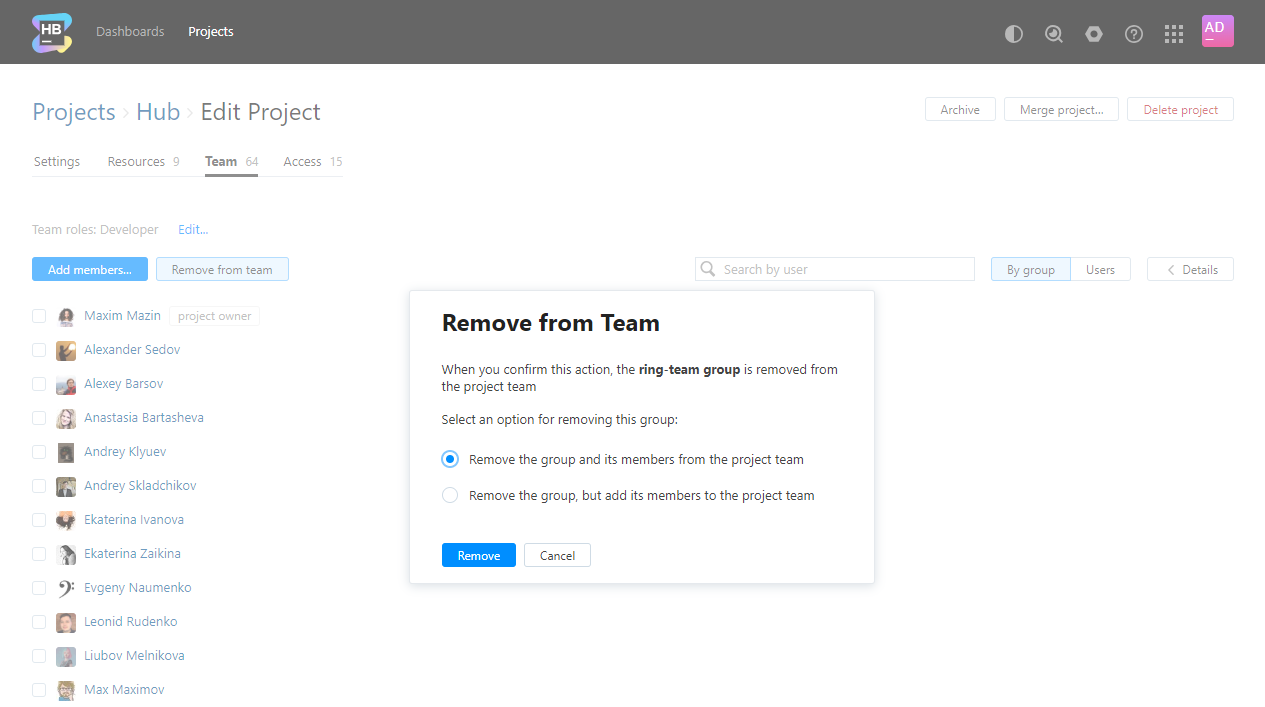 HB
Dashboards
Projects
AD
Projects › Hub › Edit Project
Archive
Merge project...
Delete project
Settings
Resources 9
Team 64
Access 15
Team roles: Developer
Edit...
Add members...
Remove from team
Search by user
By group
Users
Details
Maxim Mazin
project owner
Alexander Sedov
Alexey Barsov
Anastasia Bartasheva
Andrey Klyuev
Andrey Skladchikov
Ekaterina Ivanova
Ekaterina Zaikina
Evgeny Naumenko
Leonid Rudenko
Liubov Melnikova
Max Maximov
Remove from Team
When you confirm this action, the ring-team group is removed from
the project team
Select an option for removing this group:
Remove the group and its members from the project team
Remove the group, but add its members to the project team
Remove
Cancel